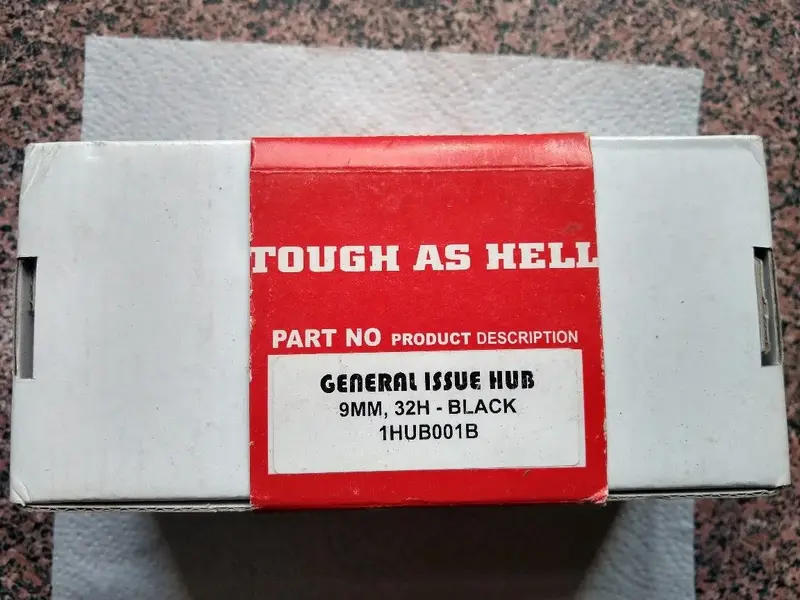 TOUGH AS HELL
PART NO PRODUCT DESCRIPTION
GENERAL ISSUE HUB
9MM, 32H - BLACK
1HUB001B